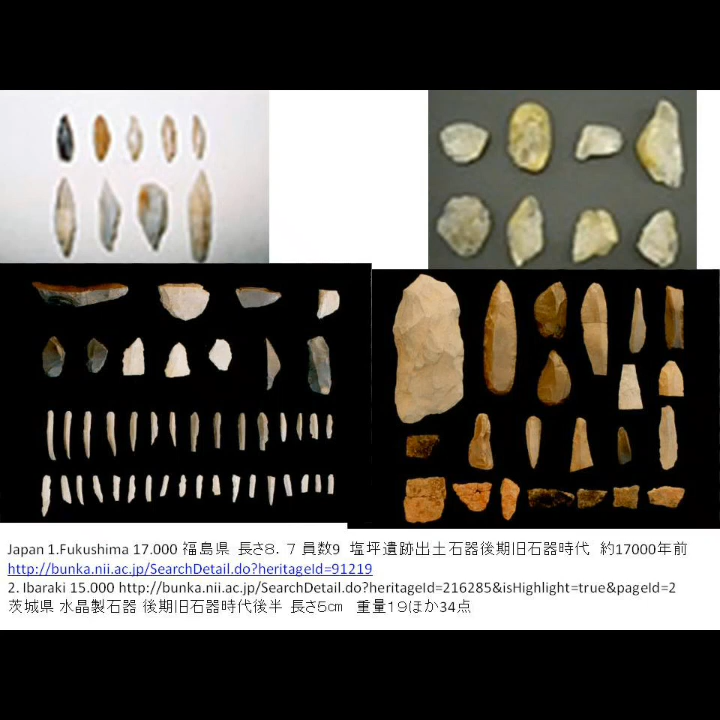 Japan 1.Fukushima 17.000 福島県 長さ８．７ 員数9 塩坪遺跡出土石器後期旧石器時代 約17000年前
http://bunka.nii.ac.jp/SearchDetail.do?heritageId=91219
2. Ibaraki 15.000 http://bunka.nii.ac.jp/SearchDetail.do?heritageId=216285&isHighlight=true&pageId=2
茨城県 水晶製石器 後期旧石器時代後半 長さ５㎝ 重量１９ほか34点